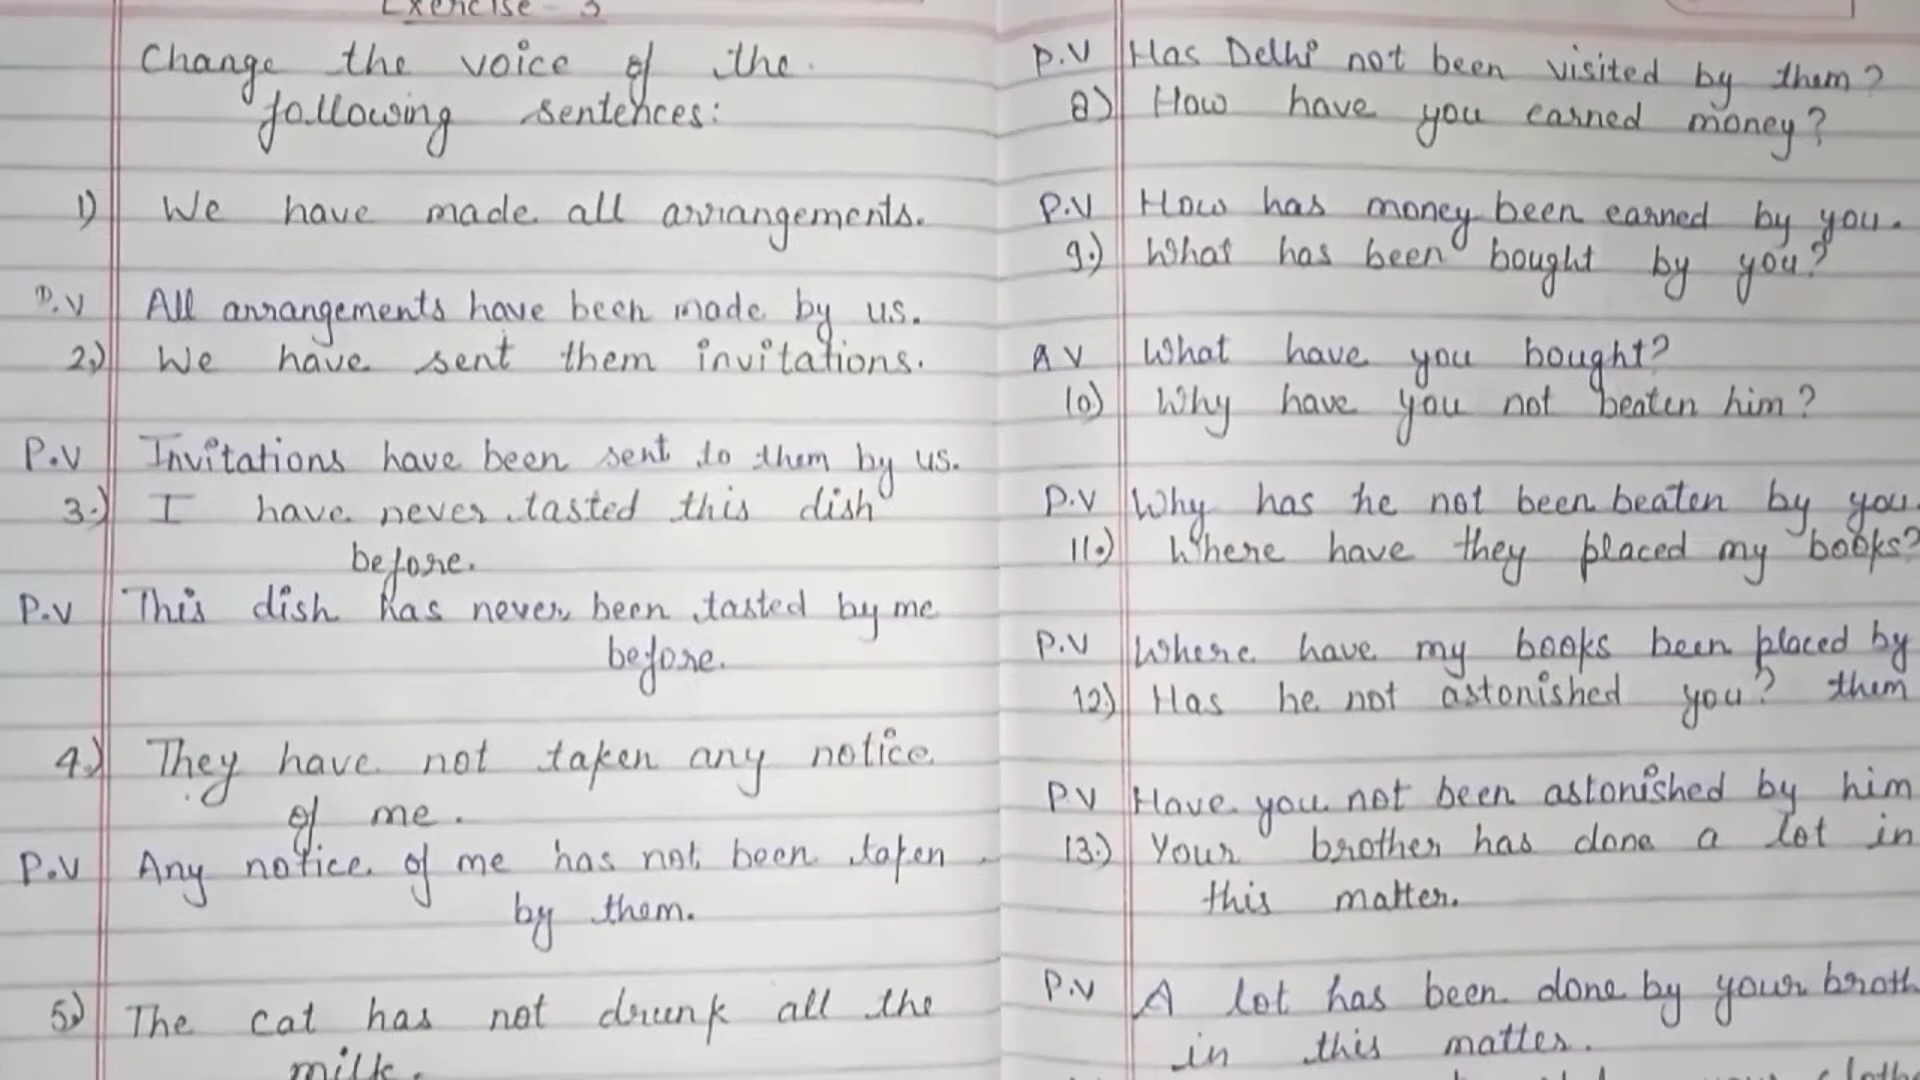 Exercise - 3
Change the voice of the
following sentences:
1) We have made all arrangements.
P.V All arrangements have been made by us.
2.) We have sent them invitations.
P.V Invitations have been sent to them by us.
3.) I have never tasted this dish
before.
P.V This dish has never been tasted by me
before.
4.) They have not taken any notice
of me.
P.V Any notice of me has not been taken
by them.
5.) The cat has not drunk all the
milk.
P.V Has Delhi not been visited by them?
8) How have you earned money?
P.V How has money been earned by you.
9.) What has been bought by you?
A V What have you bought?
10.) Why have you not beaten him?
P.V Why has he not been beaten by you.
11.) Where have they placed my books?
P.V Where have my books been placed by
them
12.) Has he not astonished you?
P.V Have you not been astonished by him
13.) Your brother has done a lot in
this matter.
P.V A lot has been done by your broth
in this matter.